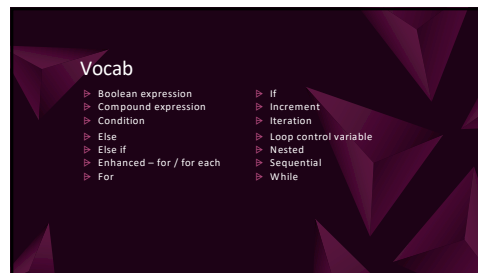 Vocab
Boolean expression
Compound expression
Condition
Else
Else if
Enhanced – for / for each
For
If
Increment
Iteration
Loop control variable
Nested
Sequential
While